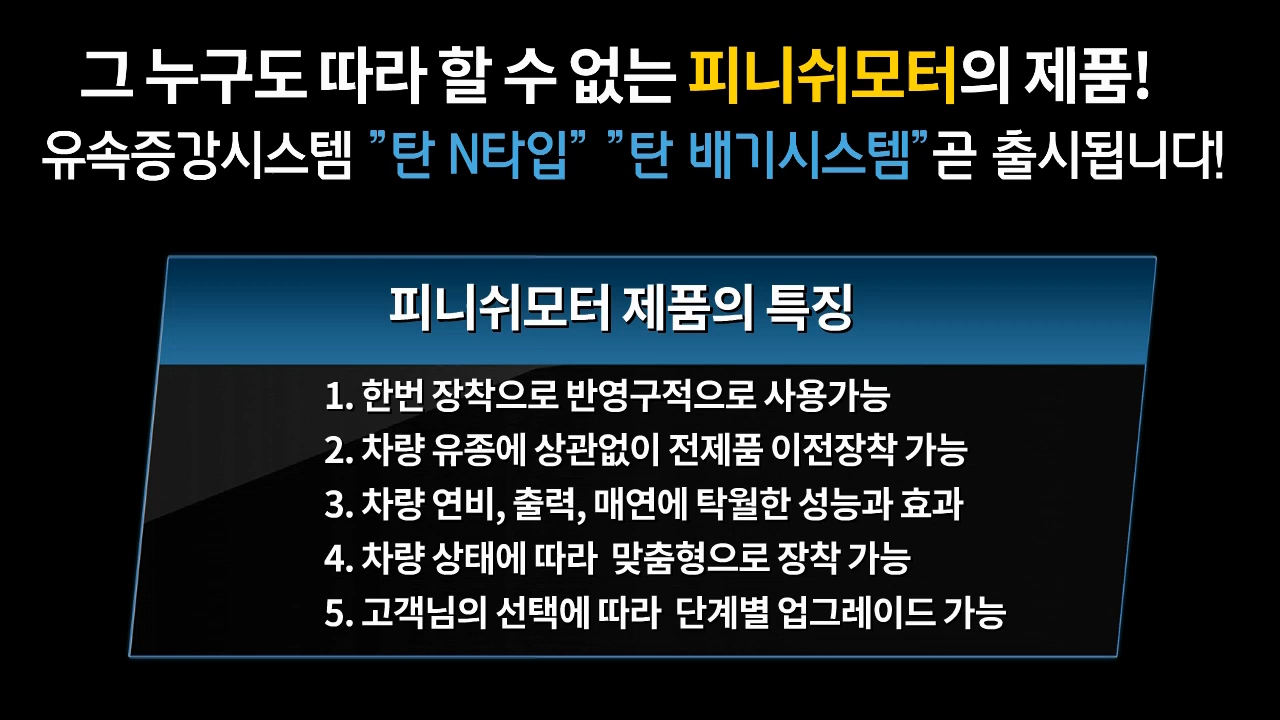 그 누구도 따라 할 수 없는 피니쉬모터의 제품!
유속증강시스템 ”탄 N타입” ”탄 배기시스템”곧 출시됩니다!
피니쉬모터 제품의 특징
1. 한번 장착으로 반영구적으로 사용가능
2. 차량 유종에 상관없이 전제품 이전장착 가능
3. 차량 연비, 출력, 매연에 탁월한 성능과 효과
4. 차량 상태에 따라 맞춤형으로 장착 가능
5. 고객님의 선택에 따라 단계별 업그레이드 가능